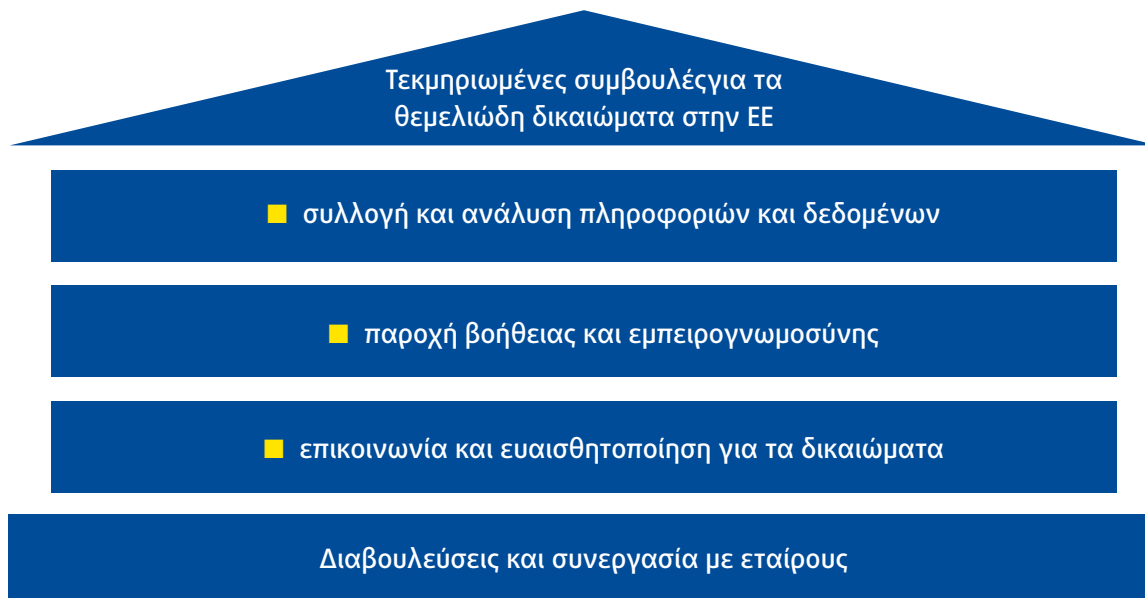 Τεκμηριωμένες συμβουλέςγια τα
θεμελιώδη δικαιώματα στην ΕΕ
■ συλλογή και ανάλυση πληροφοριών και δεδομένων
■ παροχή βοήθειας και εμπειρογνωμοσύνης
■ επικοινωνία και ευαισθητοποίηση για τα δικαιώματα
Διαβουλεύσεις και συνεργασία με εταίρους